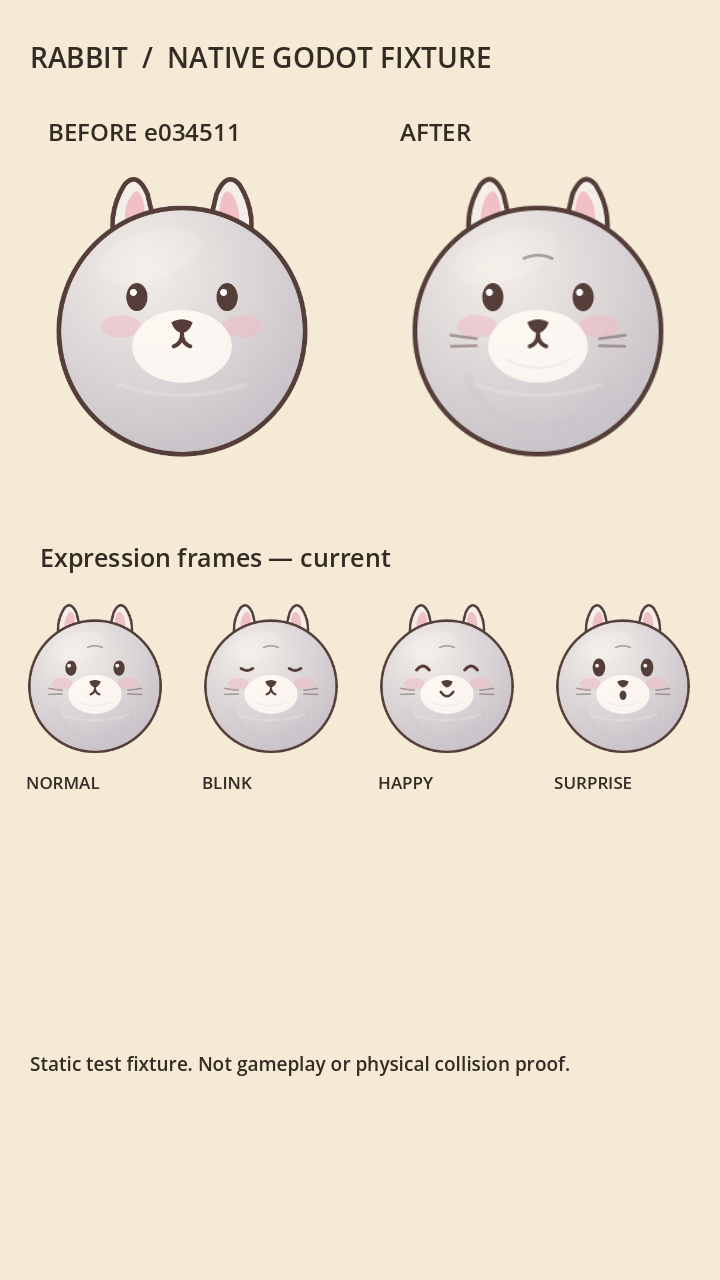 RABBIT / NATIVE GODOT FIXTURE
BEFORE e034511
AFTER
Expression frames — current
NORMAL
BLINK
HAPPY
SURPRISE
Static test fixture. Not gameplay or physical collision proof.